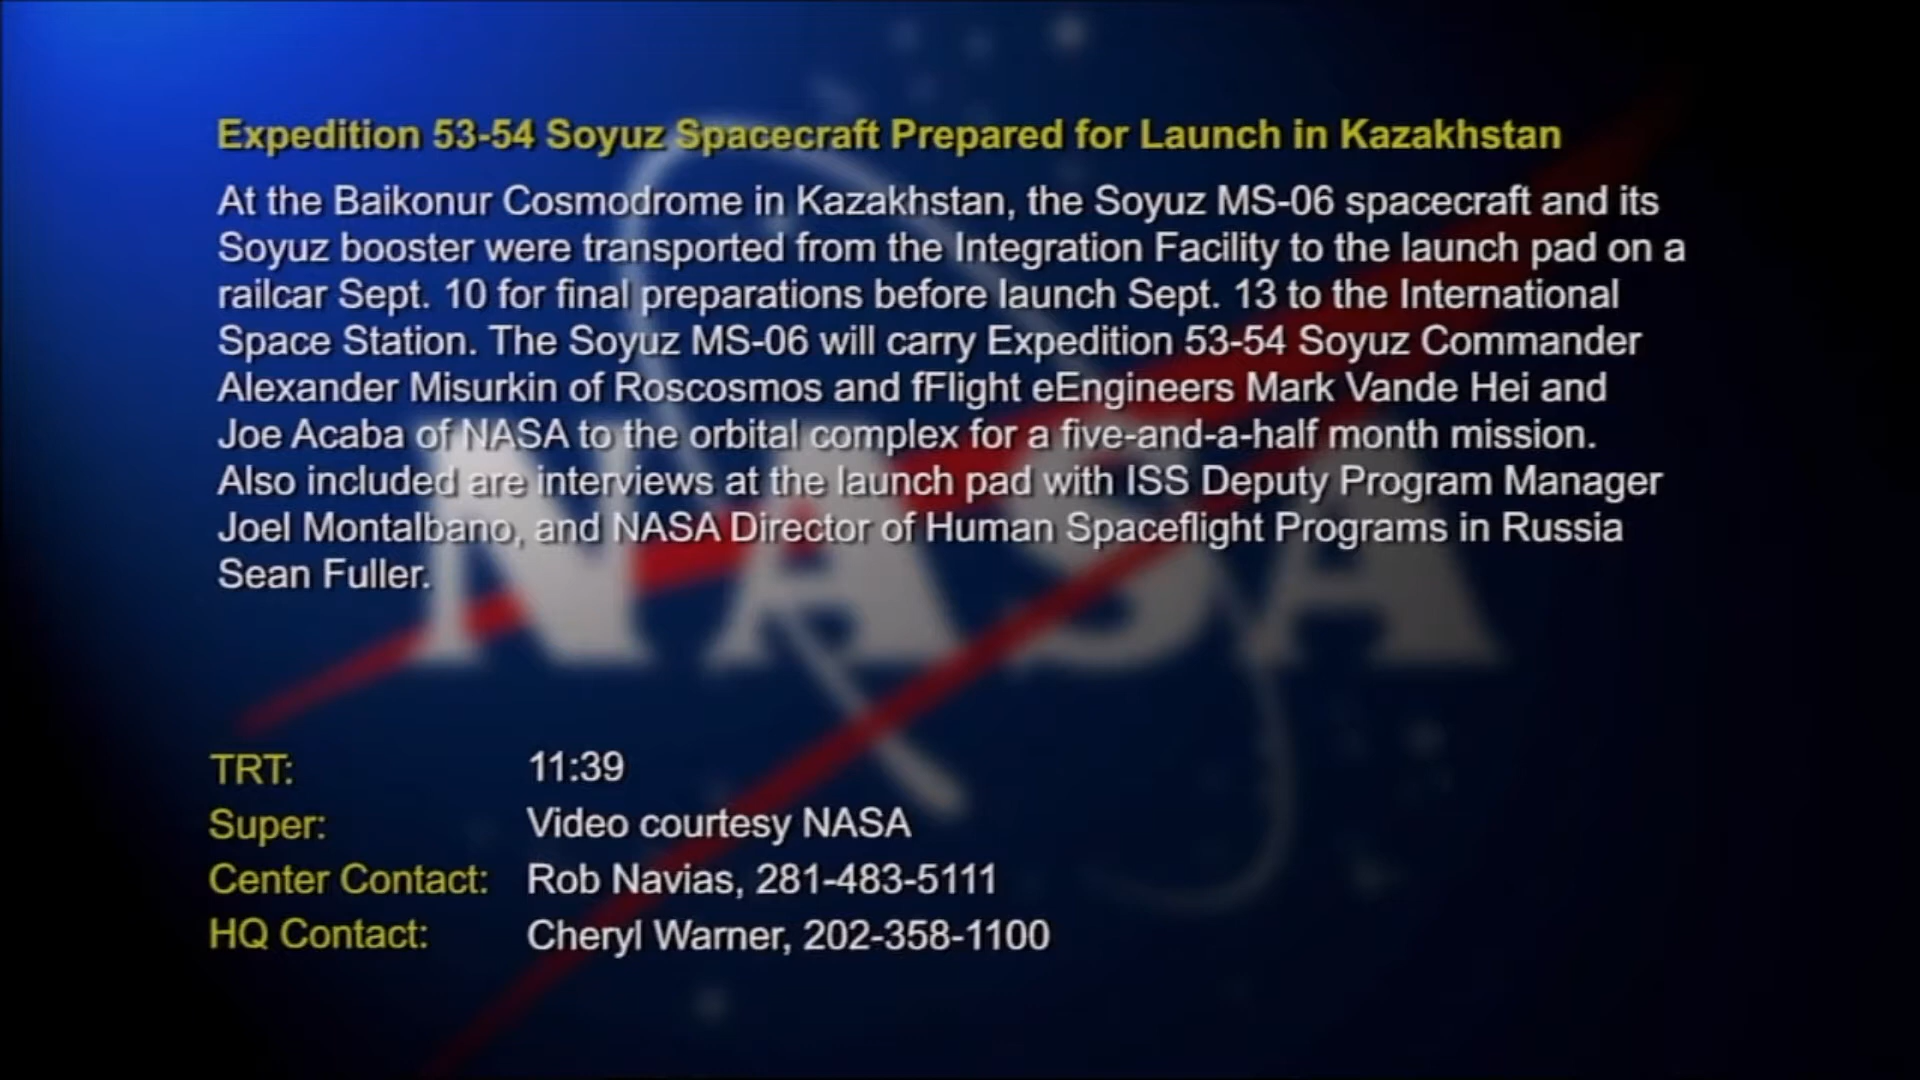 Expedition 53-54 Soyuz Spacecraft Prepared for Launch in Kazakhstan
At the Baikonur Cosmodrome in Kazakhstan, the Soyuz MS-06 spacecraft and its
Soyuz booster were transported from the Integration Facility to the launch pad on a
railcar Sept. 10 for final preparations before launch Sept. 13 to the International
Space Station. The Soyuz MS-06 will carry Expedition 53-54 Soyuz Commander
Alexander Misurkin of Roscosmos and fFlight eEngineers Mark Vande Hei and
Joe Acaba of NASA to the orbital complex for a five-and-a-half month mission.
Also included are interviews at the launch pad with ISS Deputy Program Manager
Joel Montalbano, and NASA Director of Human Spaceflight Programs in Russia
Sean Fuller.
NASA
TRT: 11:39
Super: Video courtesy NASA
Center Contact: Rob Navias, 281-483-5111
HQ Contact: Cheryl Warner, 202-358-1100